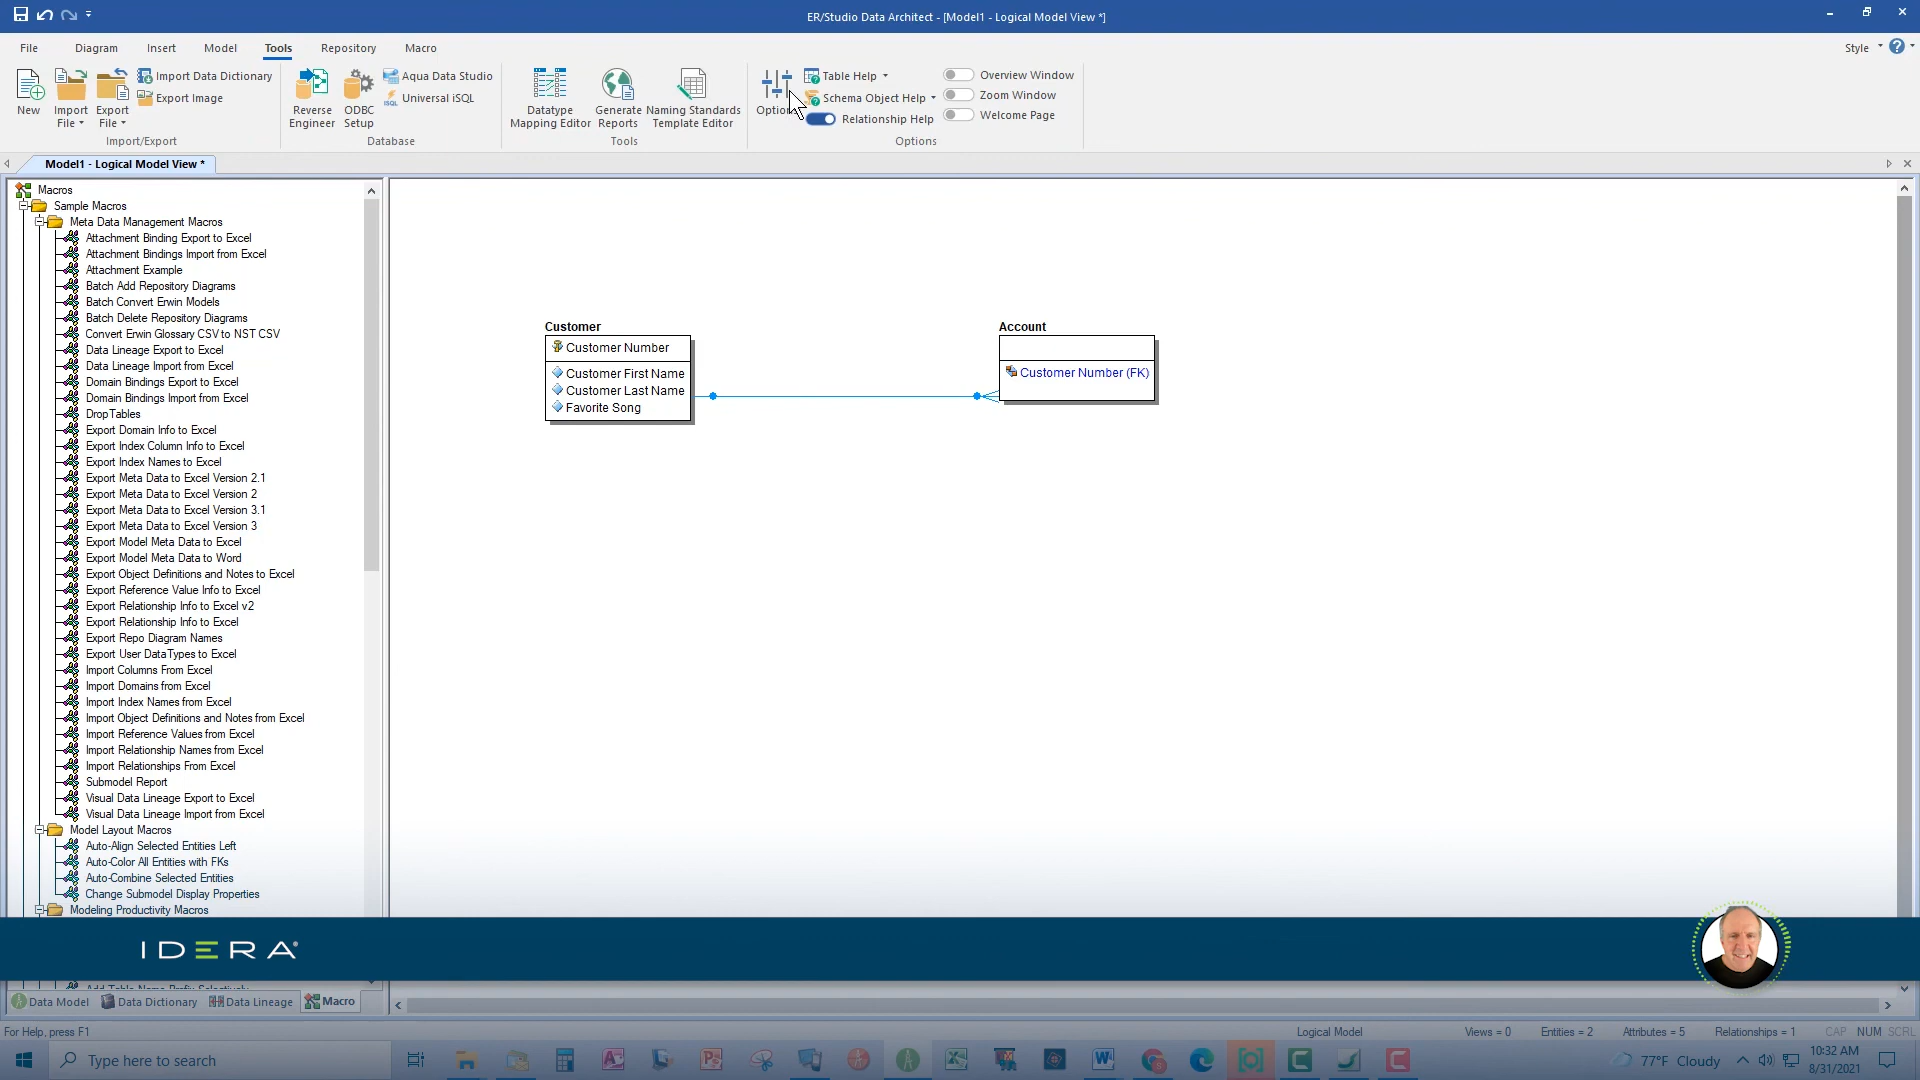 ER/Studio Data Architect - [Model1 - Logical Model View *]
File Diagram Insert Model Tools Repository Macro Style
New
Import File
Export File
Import Data Dictionary
Export Image
Import/Export
Reverse Engineer
ODBC Setup
Aqua Data Studio
Universal iSQL
Database
Datatype Mapping Editor
Generate Reports
Naming Standards Template Editor
Tools
Options
Table Help
Schema Object Help
Relationship Help
Overview Window
Zoom Window
Welcome Page
Options
Model1 - Logical Model View *
Macros
Sample Macros
Meta Data Management Macros
Attachment Binding Export to Excel
Attachment Bindings Import from Excel
Attachment Example
Batch Add Repository Diagrams
Batch Convert Erwin Models
Batch Delete Repository Diagrams
Convert Erwin Glossary CSV to NST CSV
Data Lineage Export to Excel
Data Lineage Import from Excel
Domain Bindings Export to Excel
Domain Bindings Import from Excel
DropTables
Export Domain Info to Excel
Export Index Column Info to Excel
Export Index Names to Excel
Export Meta Data to Excel Version 2.1
Export Meta Data to Excel Version 2
Export Meta Data to Excel Version 3.1
Export Meta Data to Excel Version 3
Export Model Meta Data to Excel
Export Model Meta Data to Word
Export Object Definitions and Notes to Excel
Export Reference Value Info to Excel
Export Relationship Info to Excel v2
Export Relationship Info to Excel
Export Repo Diagram Names
Export User DataTypes to Excel
Import Columns From Excel
Import Domains from Excel
Import Index Names from Excel
Import Object Definitions and Notes from Excel
Import Reference Values from Excel
Import Relationship Names from Excel
Import Relationships From Excel
Submodel Report
Visual Data Lineage Export to Excel
Visual Data Lineage Import from Excel
Model Layout Macros
Auto-Align Selected Entities Left
Auto-Color All Entities with FKs
Auto-Combine Selected Entities
Change Submodel Display Properties
Modeling Productivity Macros
Customer
Customer Number
Customer First Name
Customer Last Name
Favorite Song
Account
Customer Number (FK)
IDERA
Add Table Name Prefix Selectively
Data Model Data Dictionary Data Lineage Macro
For Help, press F1
Logical Model Views = 0 Entities = 2 Attributes = 5 Relationships = 1 CAP NUM SCRL
Type here to search
77°F Cloudy
10:32 AM
8/31/2021